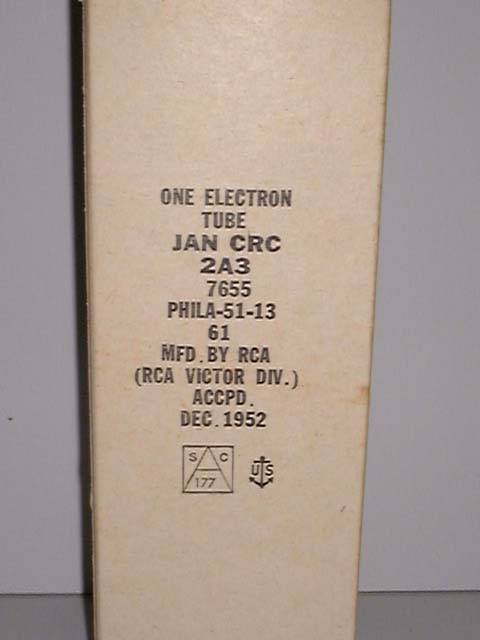 ONE ELECTRON
TUBE
JAN CRC
2A3
7655
PHILA-51-13
61
MFD. BY RCA
(RCA VICTOR DIV.)
ACCPD.
DEC. 1952
S C
177
U S